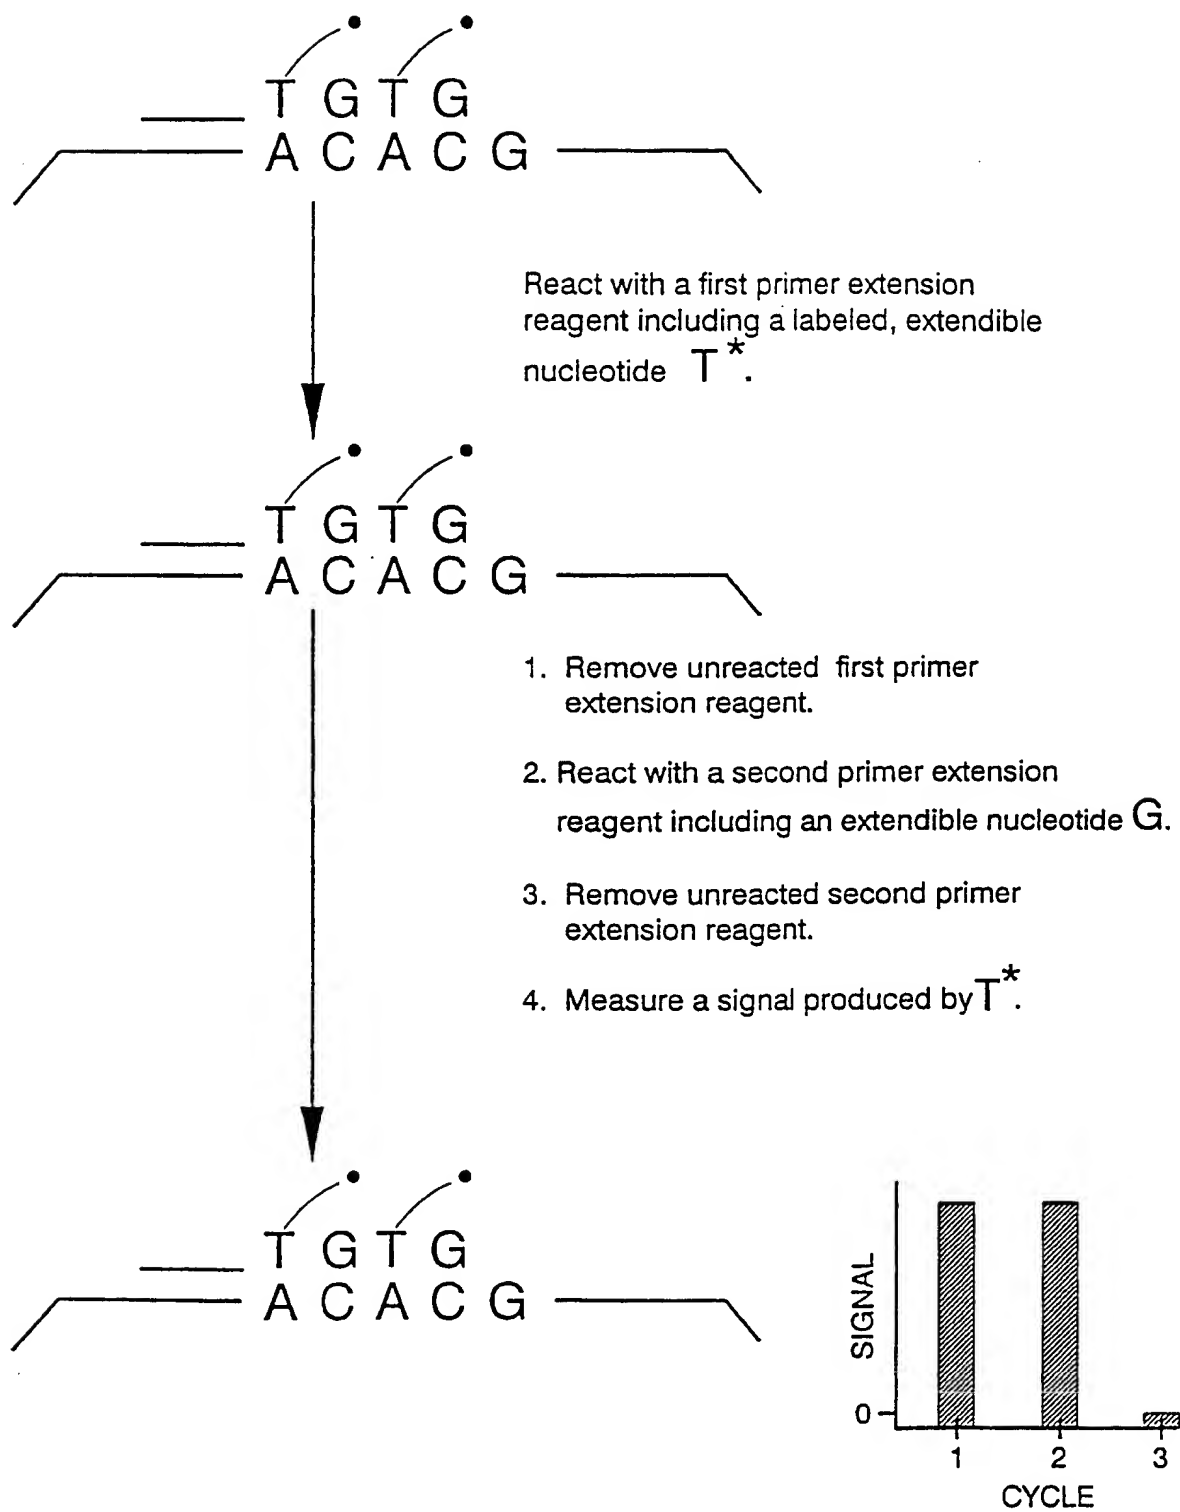 T G T G
A C A C G
React with a first primer extension
reagent including a labeled, extendible
nucleotide T*.
T G T G
A C A C G
1. Remove unreacted first primer
extension reagent.
2. React with a second primer extension
reagent including an extendible nucleotide G.
3. Remove unreacted second primer
extension reagent.
4. Measure a signal produced by T*.
T G T G
A C A C G
SIGNAL
0
1 2 3
CYCLE